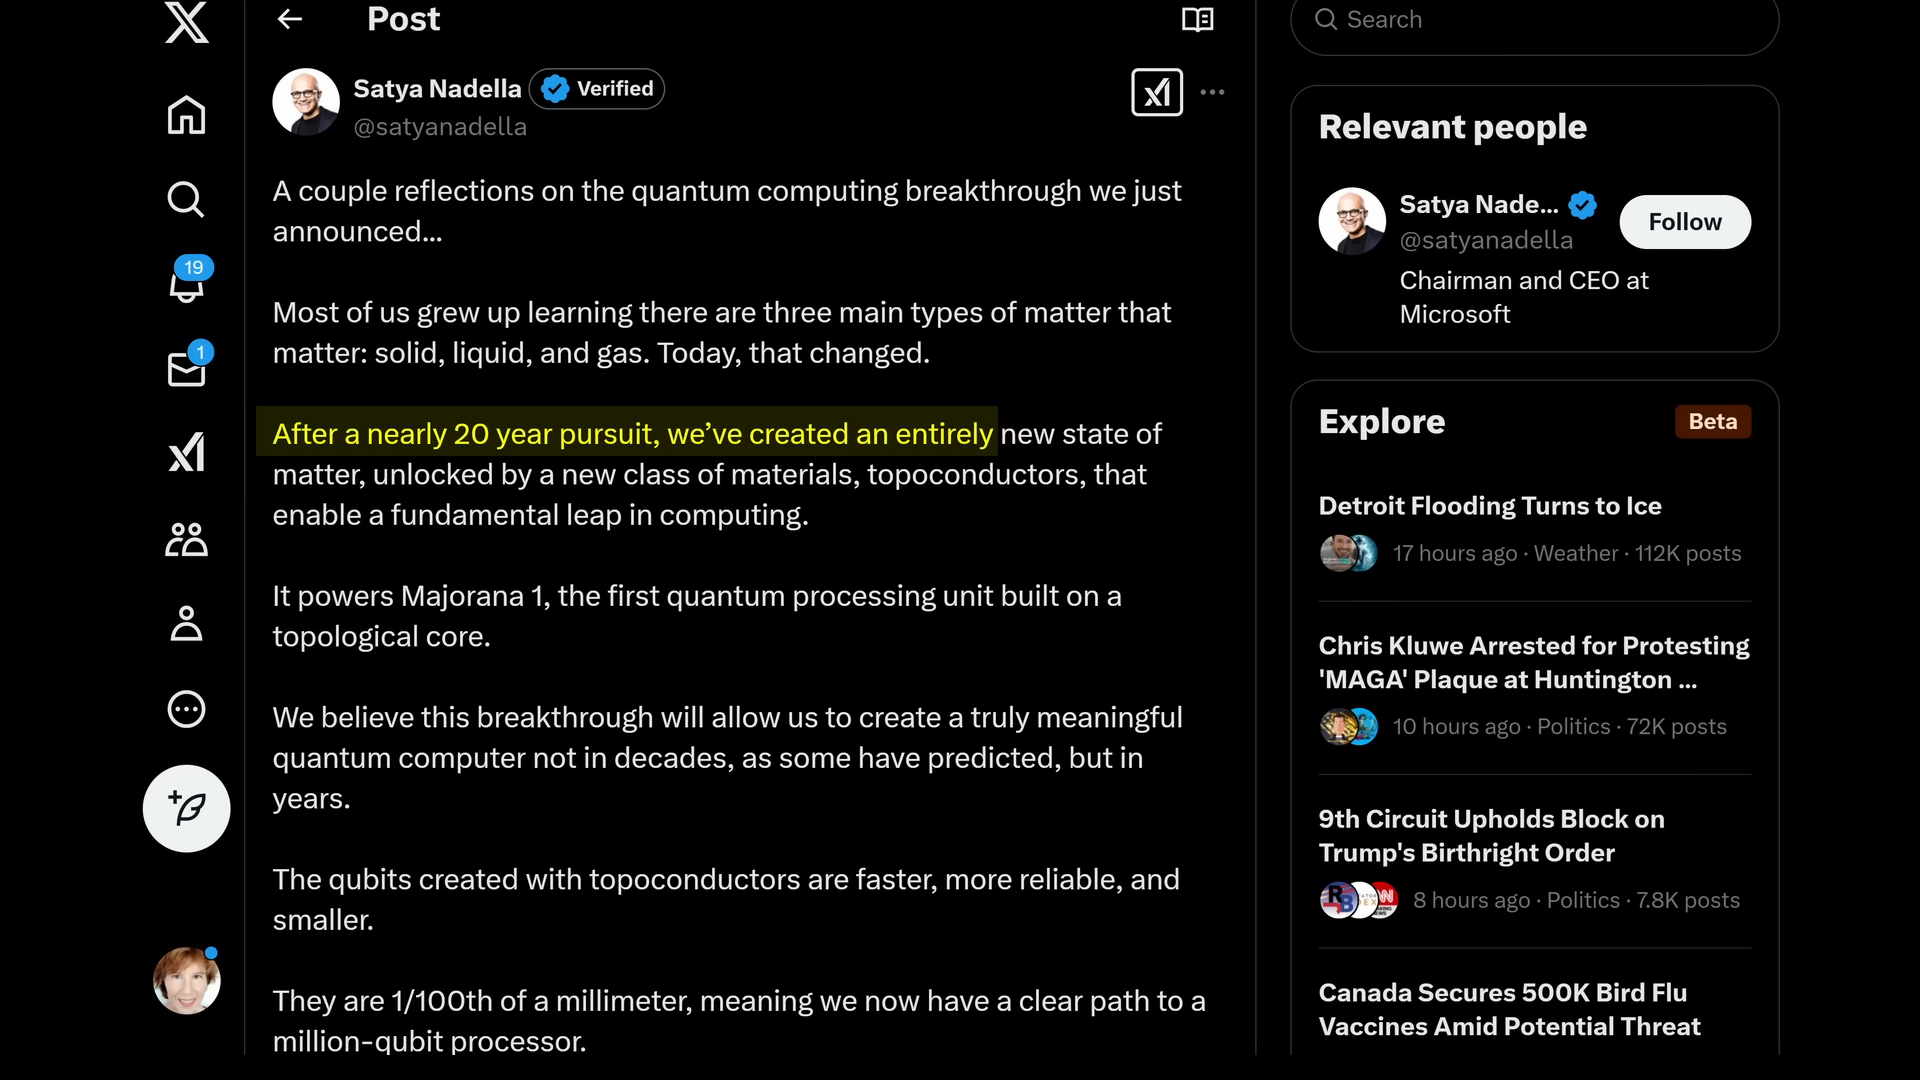 Post
Satya Nadella Verified
@satyanadella
A couple reflections on the quantum computing breakthrough we just
announced...
Most of us grew up learning there are three main types of matter that
matter: solid, liquid, and gas. Today, that changed.
After a nearly 20 year pursuit, we’ve created an entirely new state of
matter, unlocked by a new class of materials, topoconductors, that
enable a fundamental leap in computing.
It powers Majorana 1, the first quantum processing unit built on a
topological core.
We believe this breakthrough will allow us to create a truly meaningful
quantum computer not in decades, as some have predicted, but in
years.
The qubits created with topoconductors are faster, more reliable, and
smaller.
They are 1/100th of a millimeter, meaning we now have a clear path to a
million-qubit processor.
19
1
Search
Relevant people
Satya Nade...
@satyanadella
Follow
Chairman and CEO at
Microsoft
Explore
Beta
Detroit Flooding Turns to Ice
17 hours ago · Weather · 112K posts
Chris Kluwe Arrested for Protesting
'MAGA' Plaque at Huntington ...
10 hours ago · Politics · 72K posts
9th Circuit Upholds Block on
Trump's Birthright Order
8 hours ago · Politics · 7.8K posts
Canada Secures 500K Bird Flu
Vaccines Amid Potential Threat